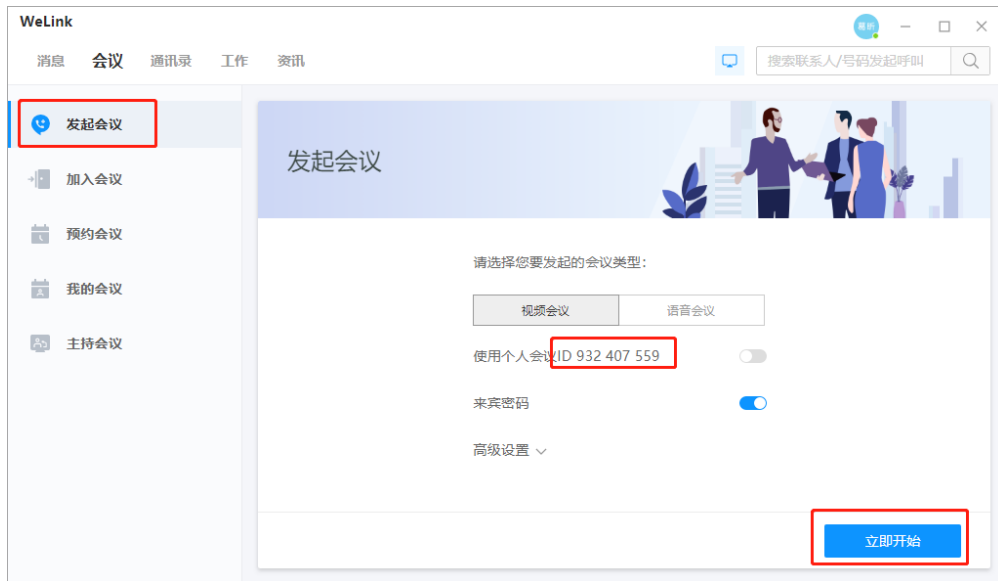 WeLink
易昕
消息 会议 通讯录 工作 资讯
搜索联系人/号码发起呼叫
发起会议
加入会议
预约会议
我的会议
主持会议
发起会议
请选择您要发起的会议类型:
视频会议 语音会议
使用个人会议ID 932 407 559
来宾密码
高级设置
立即开始